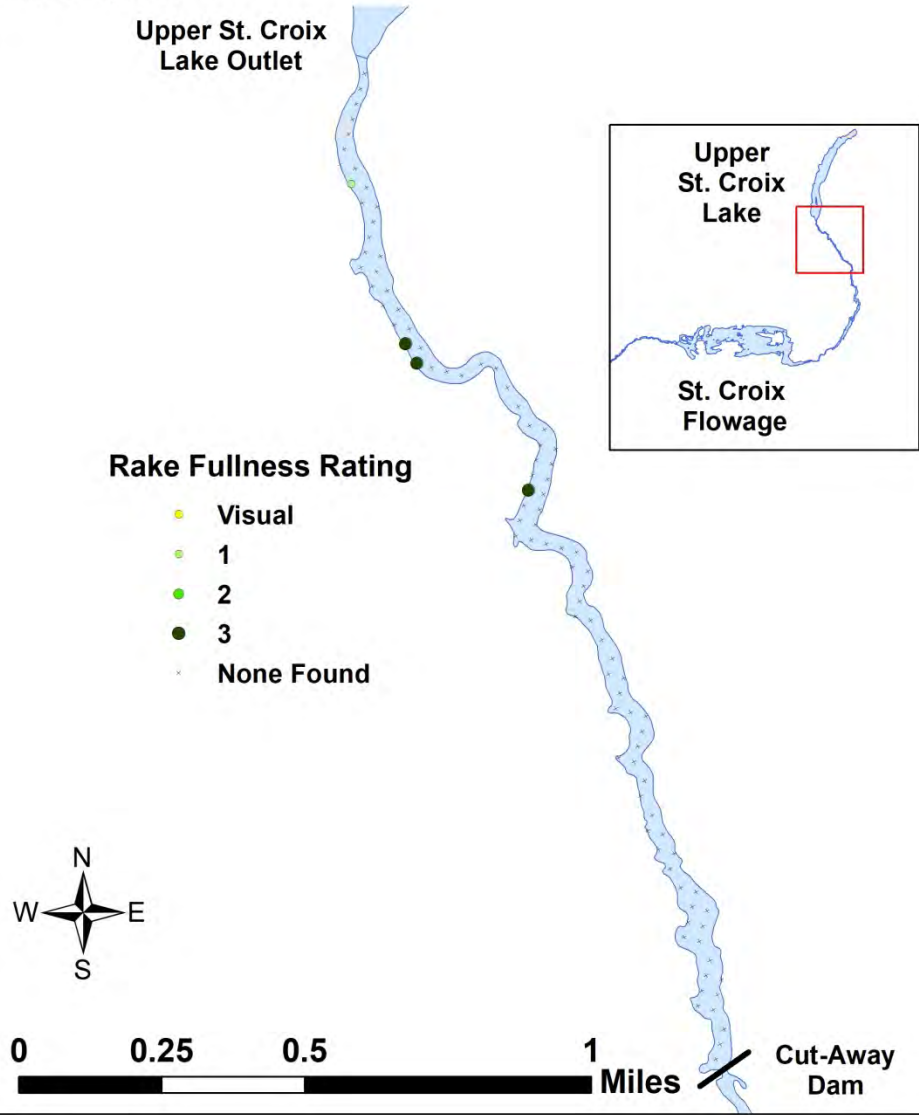 Upper St. Croix
Lake Outlet
Upper
St. Croix
Lake
St. Croix
Flowage
Rake Fullness Rating
Visual
1
2
3
None Found
N
W E
S
0 0.25 0.5 1
Miles
Cut-Away
Dam